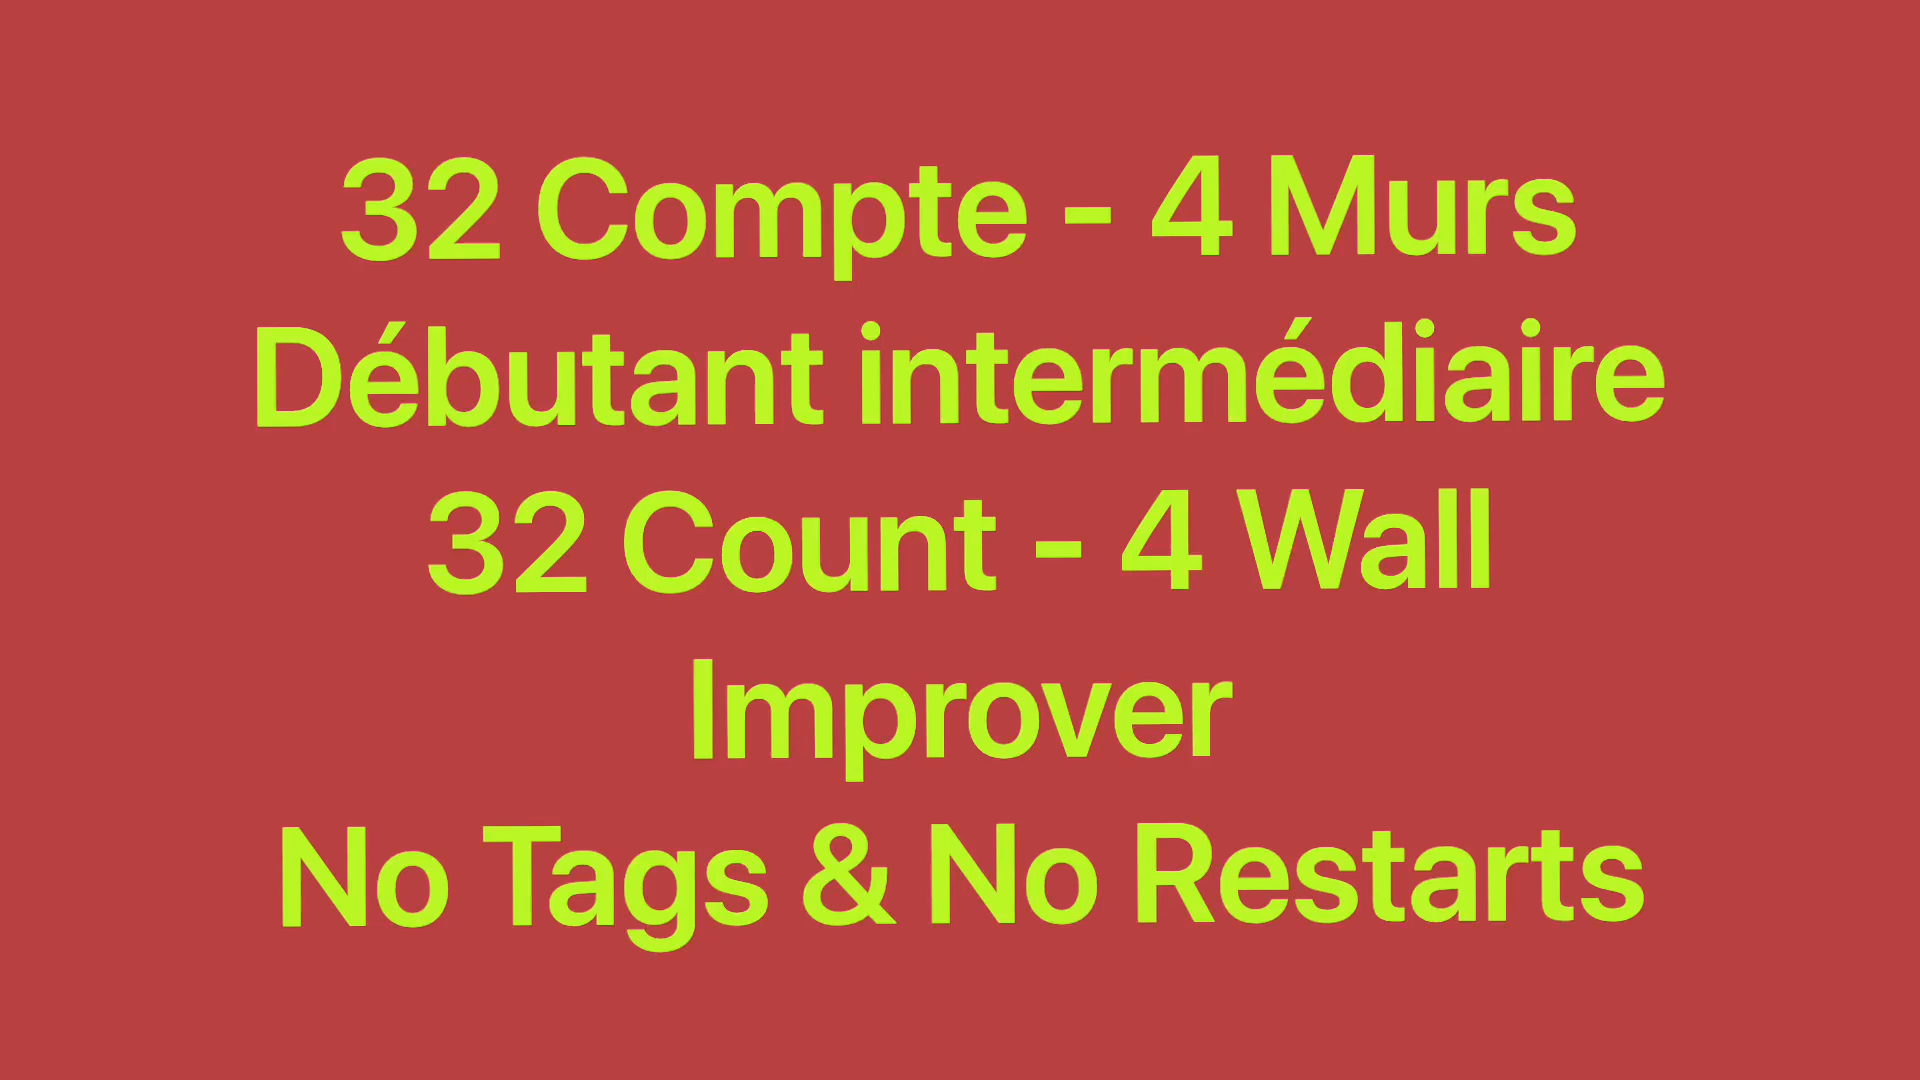 32 Compte - 4 Murs
Débutant intermédiaire
32 Count - 4 Wall
Improver
No Tags & No Restarts